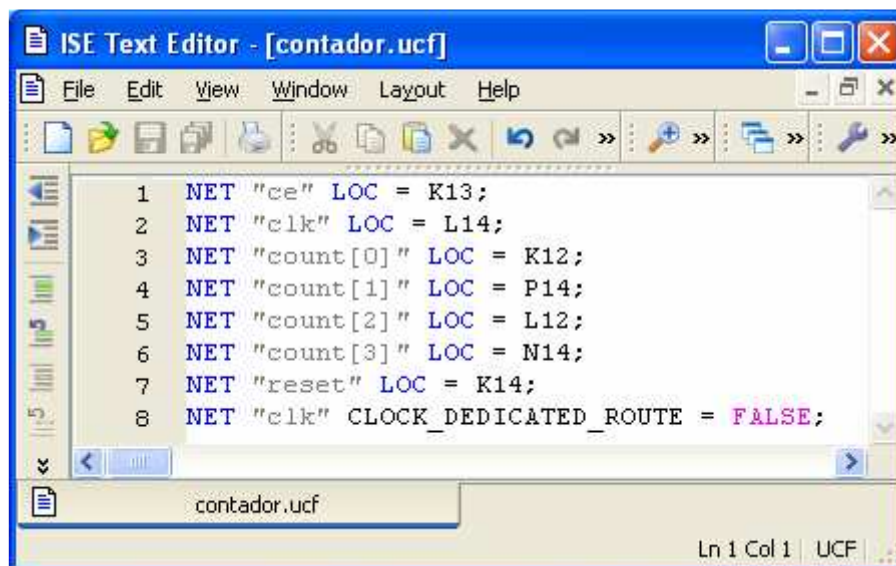 ISE Text Editor - [contador.ucf]
File Edit View Window Layout Help
1 NET "ce" LOC = K13;
2 NET "clk" LOC = L14;
3 NET "count[0]" LOC = K12;
4 NET "count[1]" LOC = P14;
5 NET "count[2]" LOC = L12;
6 NET "count[3]" LOC = N14;
7 NET "reset" LOC = K14;
8 NET "clk" CLOCK_DEDICATED_ROUTE = FALSE;
contador.ucf
Ln 1 Col 1 UCF